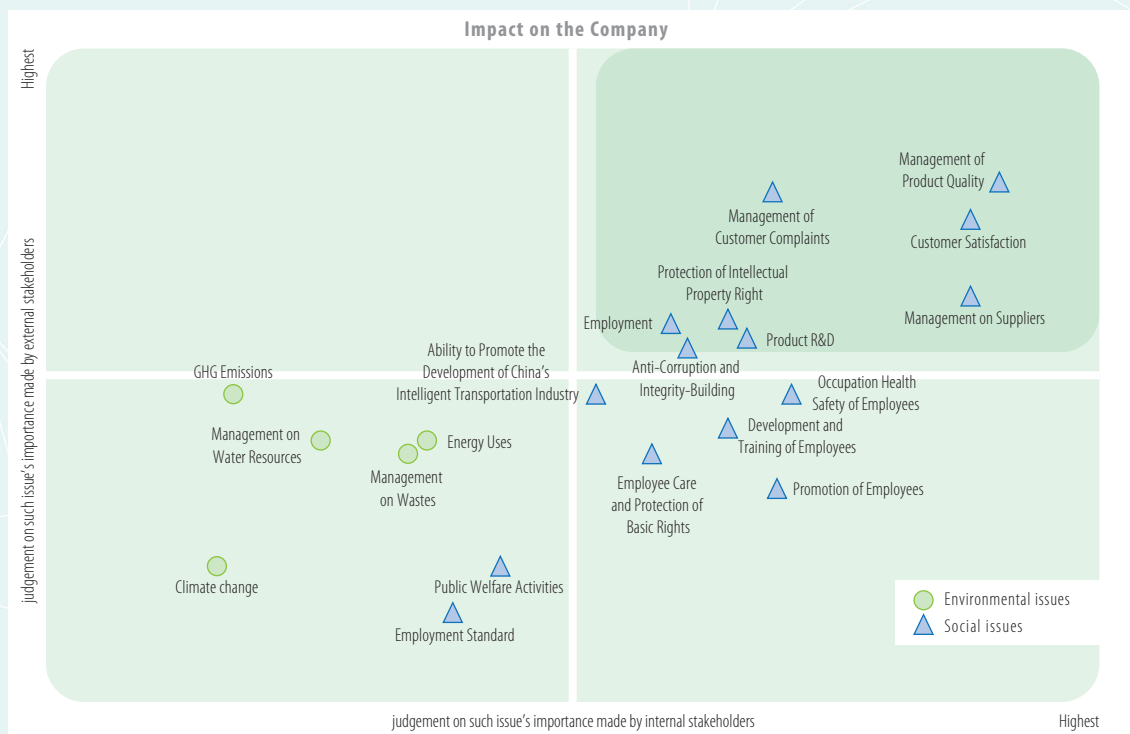 Impact on the Company
Highest
judgement on such issue's importance made by external stakeholders
Management of
Product Quality
Management of
Customer Complaints
Customer Satisfaction
Protection of Intellectual
Property Right
Management on Suppliers
Employment
Product R&D
Anti-Corruption and
Integrity-Building
Ability to Promote the
Development of China's
Intelligent Transportation Industry
GHG Emissions
Occupation Health
Safety of Employees
Management on
Water Resources
Energy Uses
Development and
Training of Employees
Management
on Wastes
Employee Care
and Protection of
Basic Rights
Promotion of Employees
Climate change
Public Welfare Activities
Employment Standard
Environmental issues
Social issues
judgement on such issue's importance made by internal stakeholders
Highest